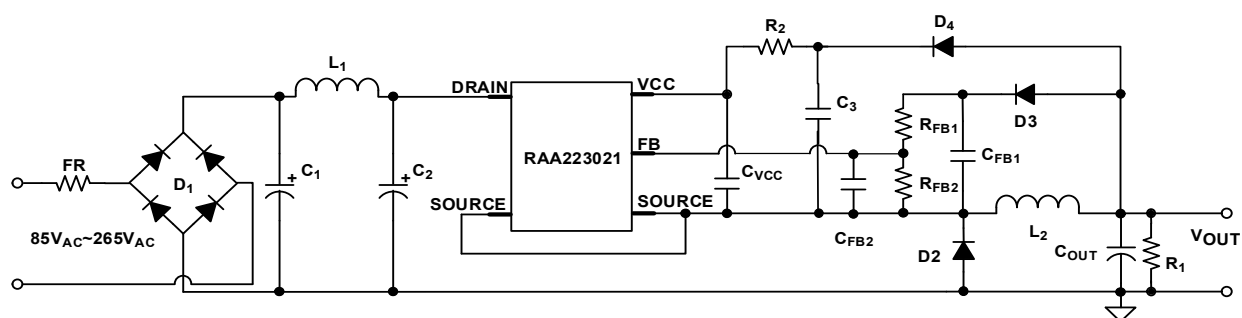 R2
D4
L1
DRAIN
VCC
C3
RFB1
D3
FR
D1
C1
C2
RAA223021
FB
CFB1
CVCC
RFB2
SOURCE
SOURCE
85VAC~265VAC
CFB2
L2
D2
COUT
R1
VOUT
+
+